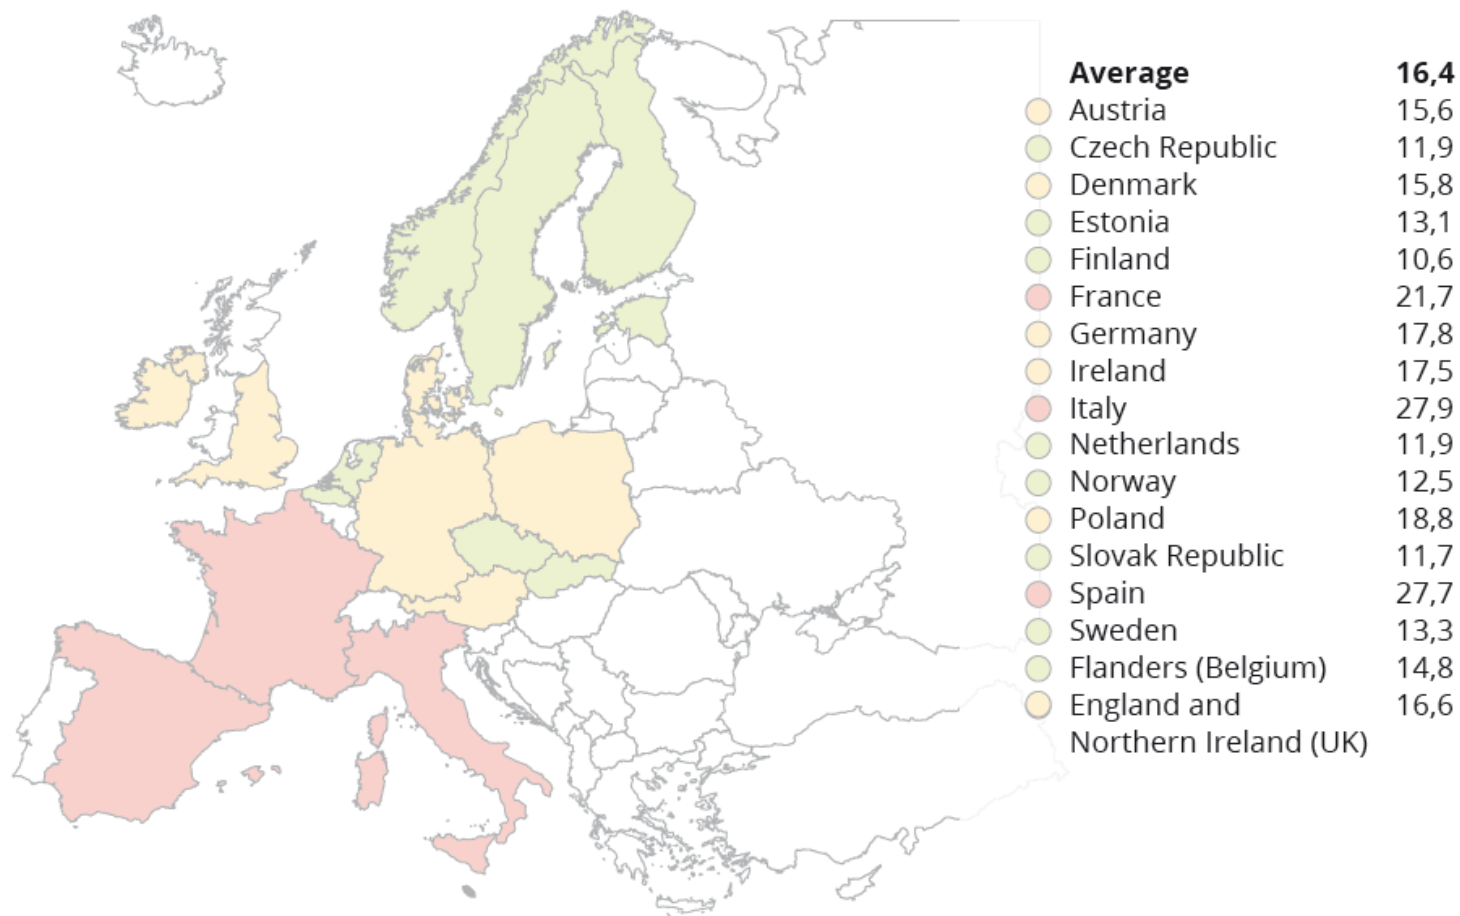 Average 16,4
Austria 15,6
Czech Republic 11,9
Denmark 15,8
Estonia 13,1
Finland 10,6
France 21,7
Germany 17,8
Ireland 17,5
Italy 27,9
Netherlands 11,9
Norway 12,5
Poland 18,8
Slovak Republic 11,7
Spain 27,7
Sweden 13,3
Flanders (Belgium) 14,8
England and 16,6
Northern Ireland (UK)